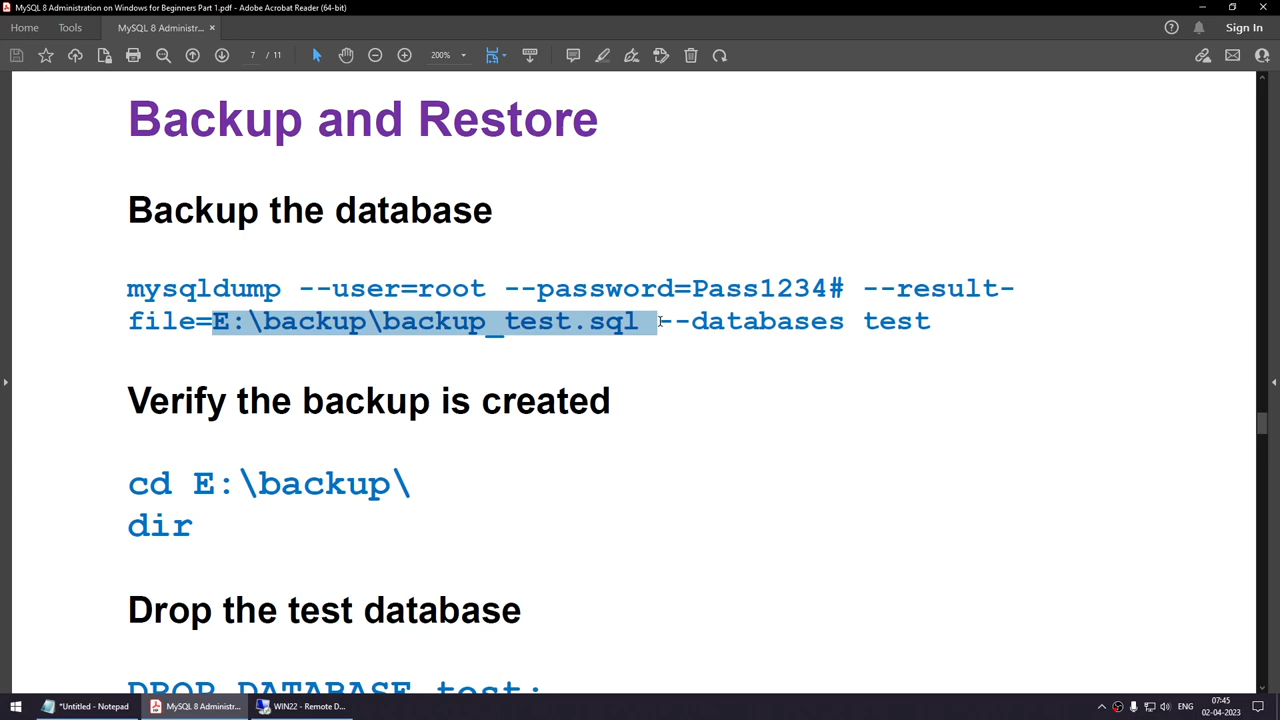 MySQL 8 Administration on Windows for Beginners Part 1.pdf - Adobe Acrobat Reader (64-bit)
Home Tools MySQL 8 Administr... × Sign In
7 / 11 200%
Backup and Restore
Backup the database
mysqldump --user=root --password=Pass1234# --result-
file=E:\backup\backup_test.sql --databases test
Verify the backup is created
cd E:\backup\
dir
Drop the test database
DROP DATABASE test;
*Untitled - Notepad MySQL 8 Administr... WIN22 - Remote D... ENG 07:45
02-04-2023